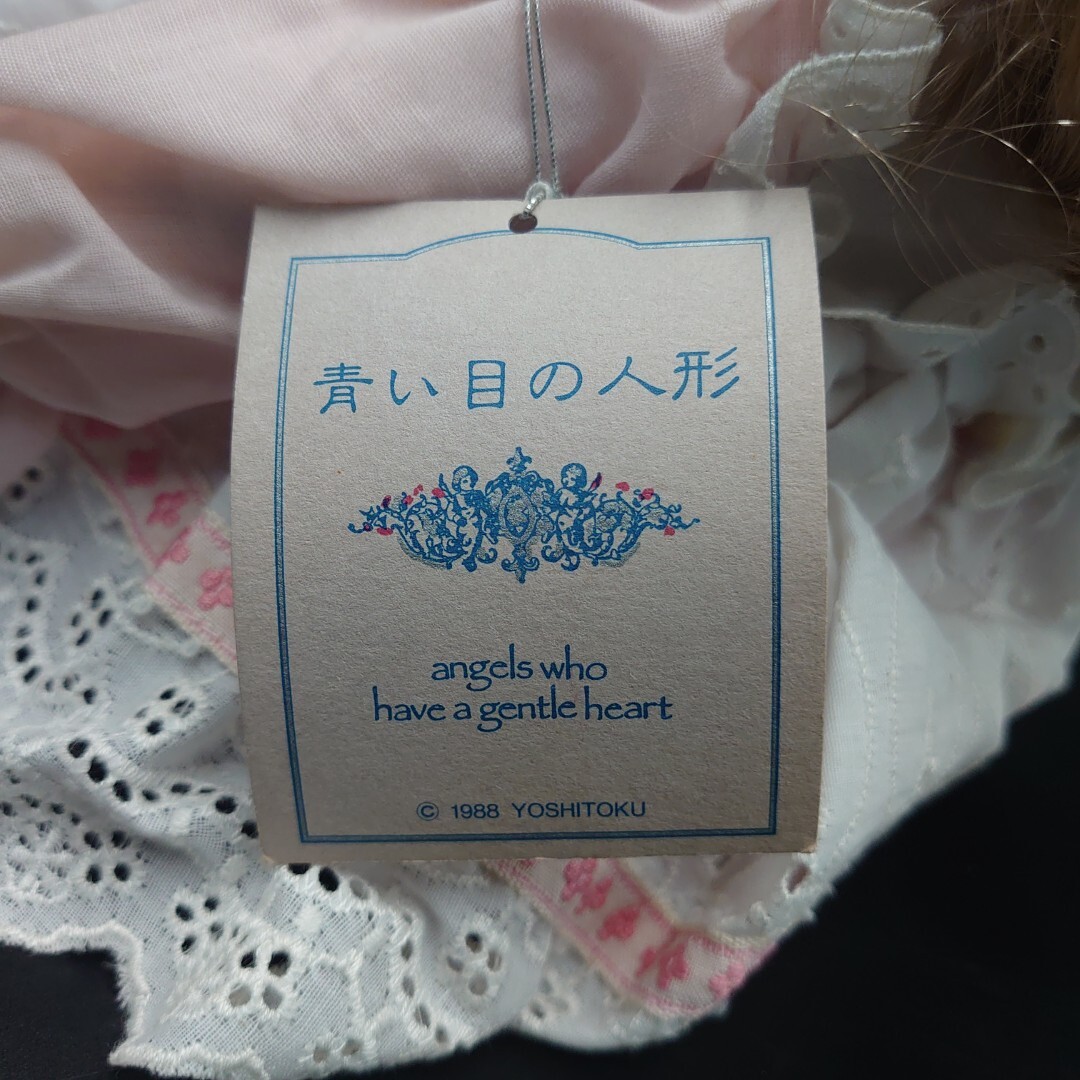 青い目の人形
angels who
have a gentle heart
© 1988 YOSHITOKU